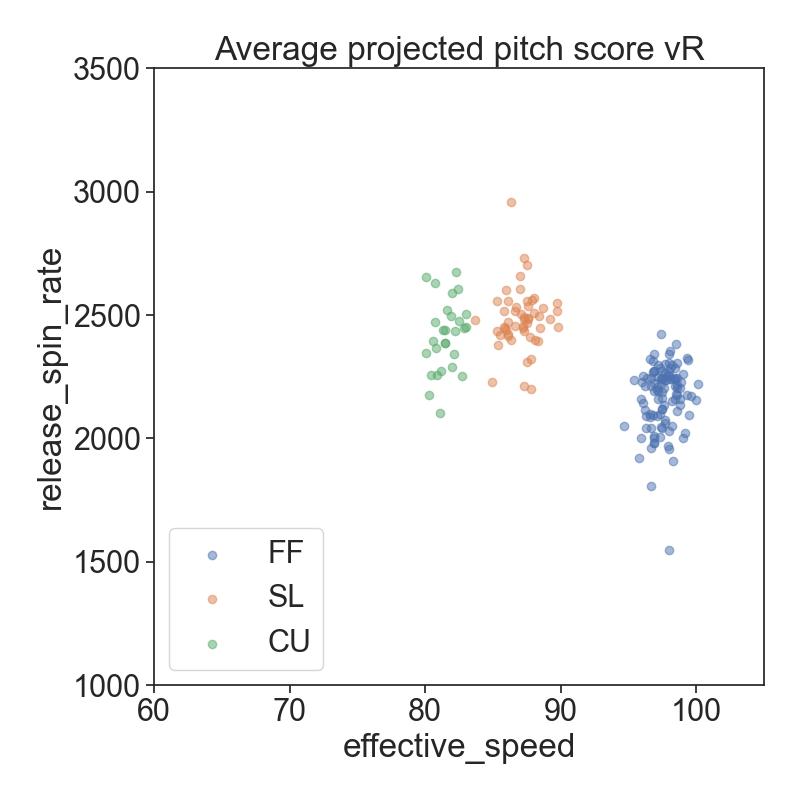 Average projected pitch score vR
3500
3000
2500
2000
1500
1000
release_spin_rate
FF
SL
CU
60 70 80 90 100
effective_speed